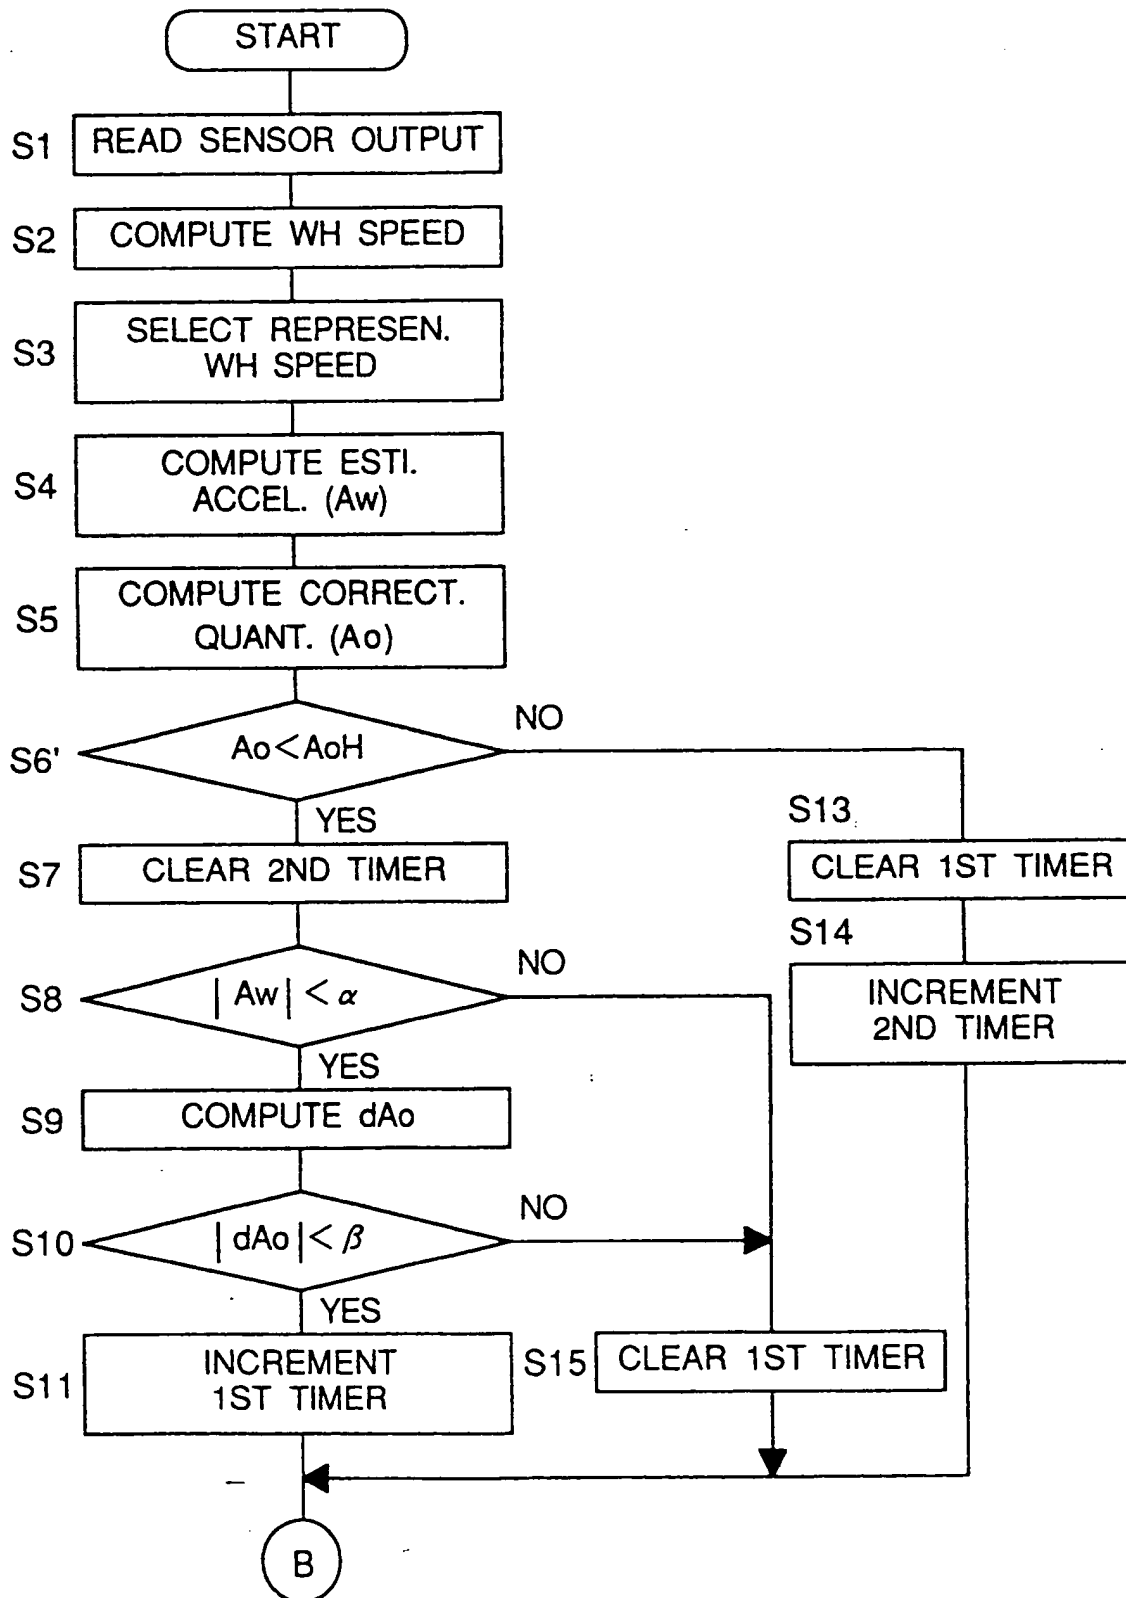 START
S1
READ SENSOR OUTPUT
S2
COMPUTE WH SPEED
S3
SELECT REPRESEN.
WH SPEED
S4
COMPUTE ESTI.
ACCEL. (Aw)
S5
COMPUTE CORRECT.
QUANT. (Ao)
S6'
Ao<AoH
NO
YES
S7
CLEAR 2ND TIMER
S13
CLEAR 1ST TIMER
S14
INCREMENT
2ND TIMER
S8
| Aw | < α
NO
YES
S9
COMPUTE dAo
S10
| dAo | < β
NO
YES
S11
INCREMENT
1ST TIMER
S15
CLEAR 1ST TIMER
B